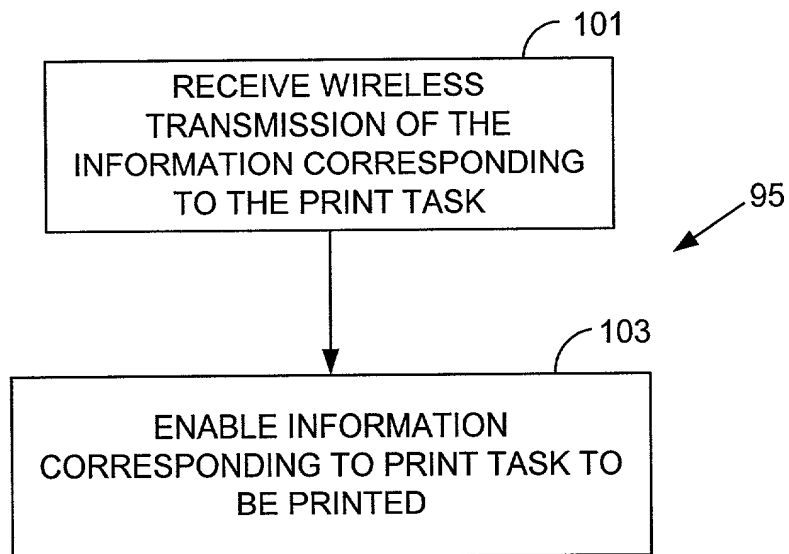 101
RECEIVE WIRELESS
TRANSMISSION OF THE
INFORMATION CORRESPONDING
TO THE PRINT TASK
95
103
ENABLE INFORMATION
CORRESPONDING TO PRINT TASK TO
BE PRINTED